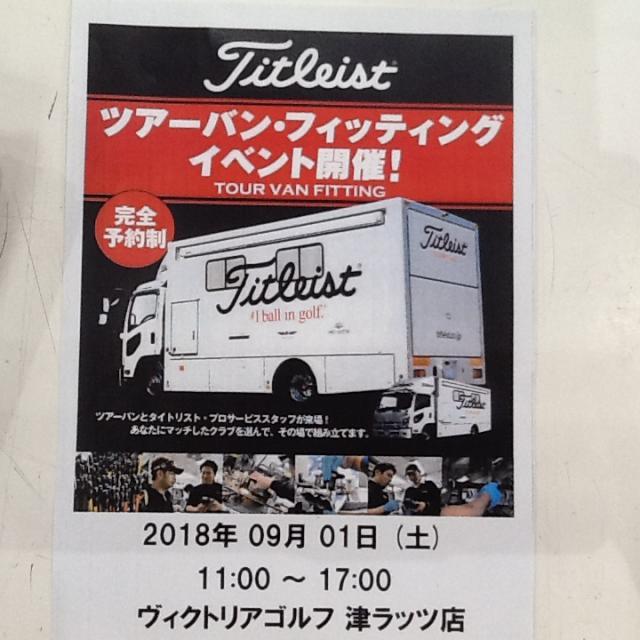 Titleist
ツアーバン・フィッティング
イベント開催!
TOUR VAN FITTING
完全
予約制
Titleist
Titleist
#1 ball in golf.
ツアーバンとタイトリスト・プロサービススタッフが来場!
あなたにマッチしたクラブを選んで、その場で組み立てます。
2018年 09月 01日 (土)
11:00 ～ 17:00
ヴィクトリアゴルフ 津ラッツ店